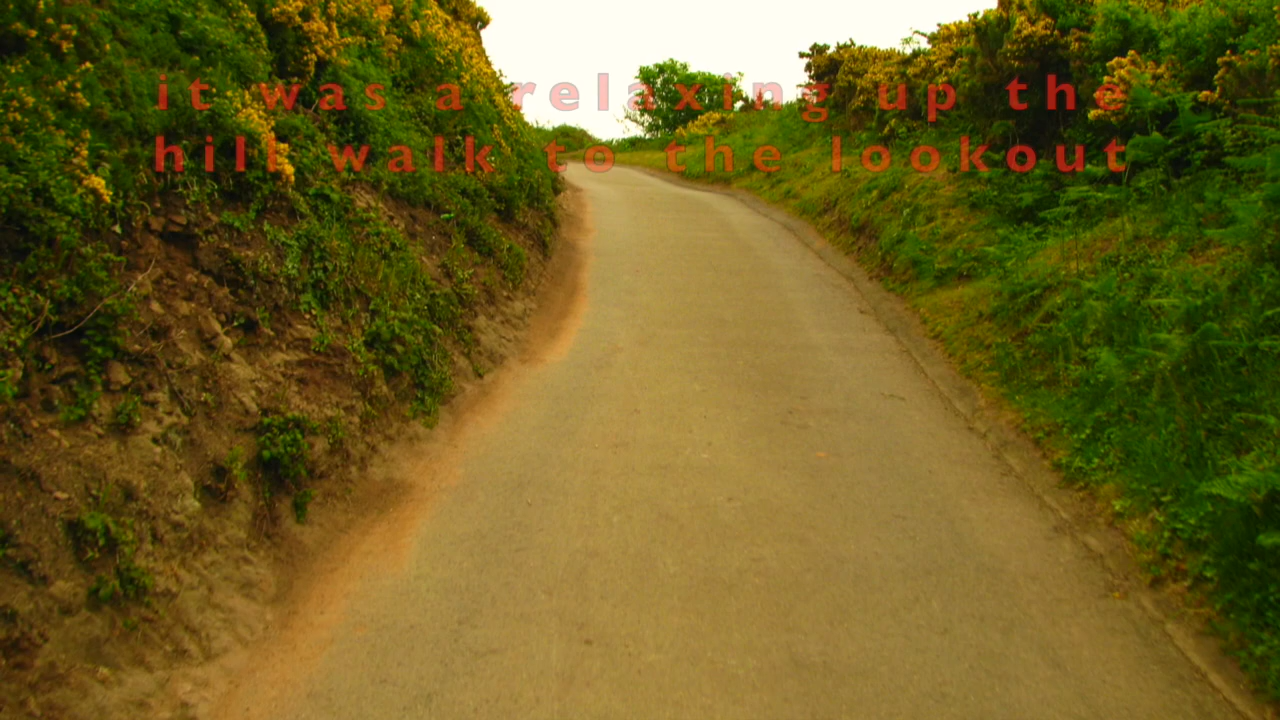 it was a relaxing up the
hill walk to the lookout